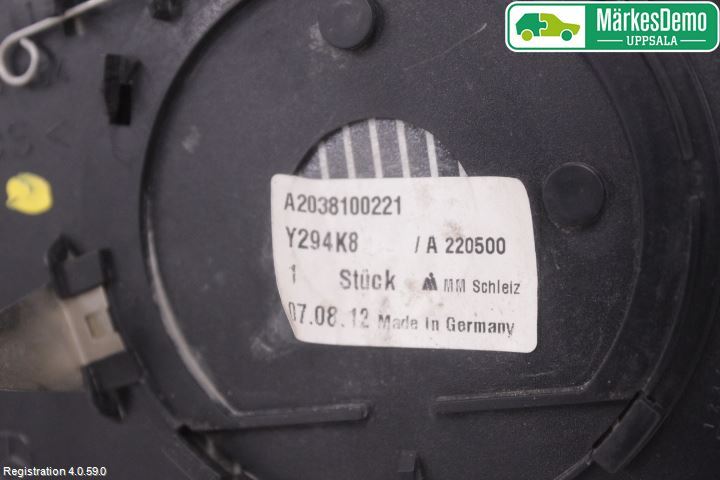 MärkesDemo
UPPSALA
A2038100221
Y294K8 / A 220500
1 Stück MM Schleiz
07.08.12 Made in Germany
Registration 4.0.59.0